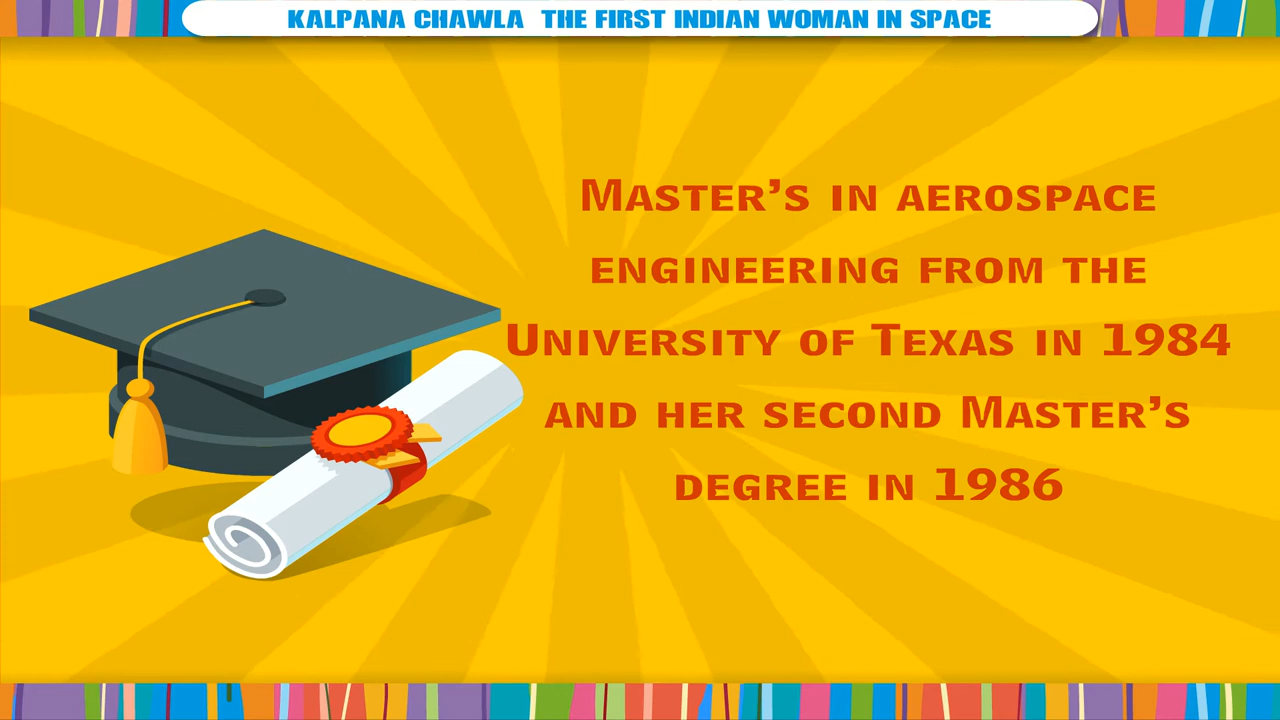 KALPANA CHAWLA THE FIRST INDIAN WOMAN IN SPACE
Master's in aerospace
engineering from the
University of Texas in 1984
and her second Master's
degree in 1986